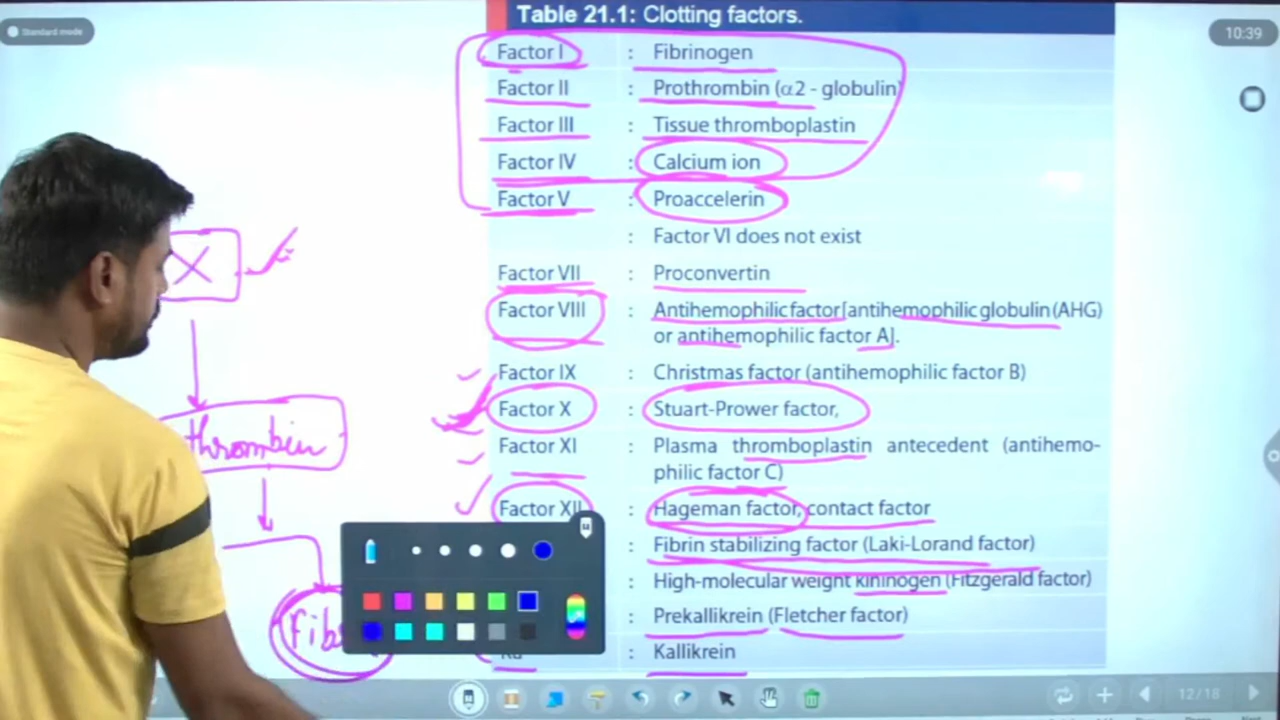 Standard mode
Table 21.1: Clotting factors.
10:39
Factor I : Fibrinogen
Factor II : Prothrombin (α2 - globulin)
Factor III : Tissue thromboplastin
Factor IV : Calcium ion
Factor V : Proaccelerin
: Factor VI does not exist
Factor VII : Proconvertin
X
Factor VIII : Antihemophilic factor [antihemophilic globulin (AHG)
or antihemophilic factor A].
Factor IX : Christmas factor (antihemophilic factor B)
Factor X : Stuart-Prower factor,
thrombin
Factor XI : Plasma thromboplastin antecedent (antihemo-
philic factor C)
Factor XII : Hageman factor, contact factor
: Fibrin stabilizing factor (Laki-Lorand factor)
: High-molecular weight kininogen (Fitzgerald factor)
: Prekallikrein (Fletcher factor)
: Kallikrein
12/18